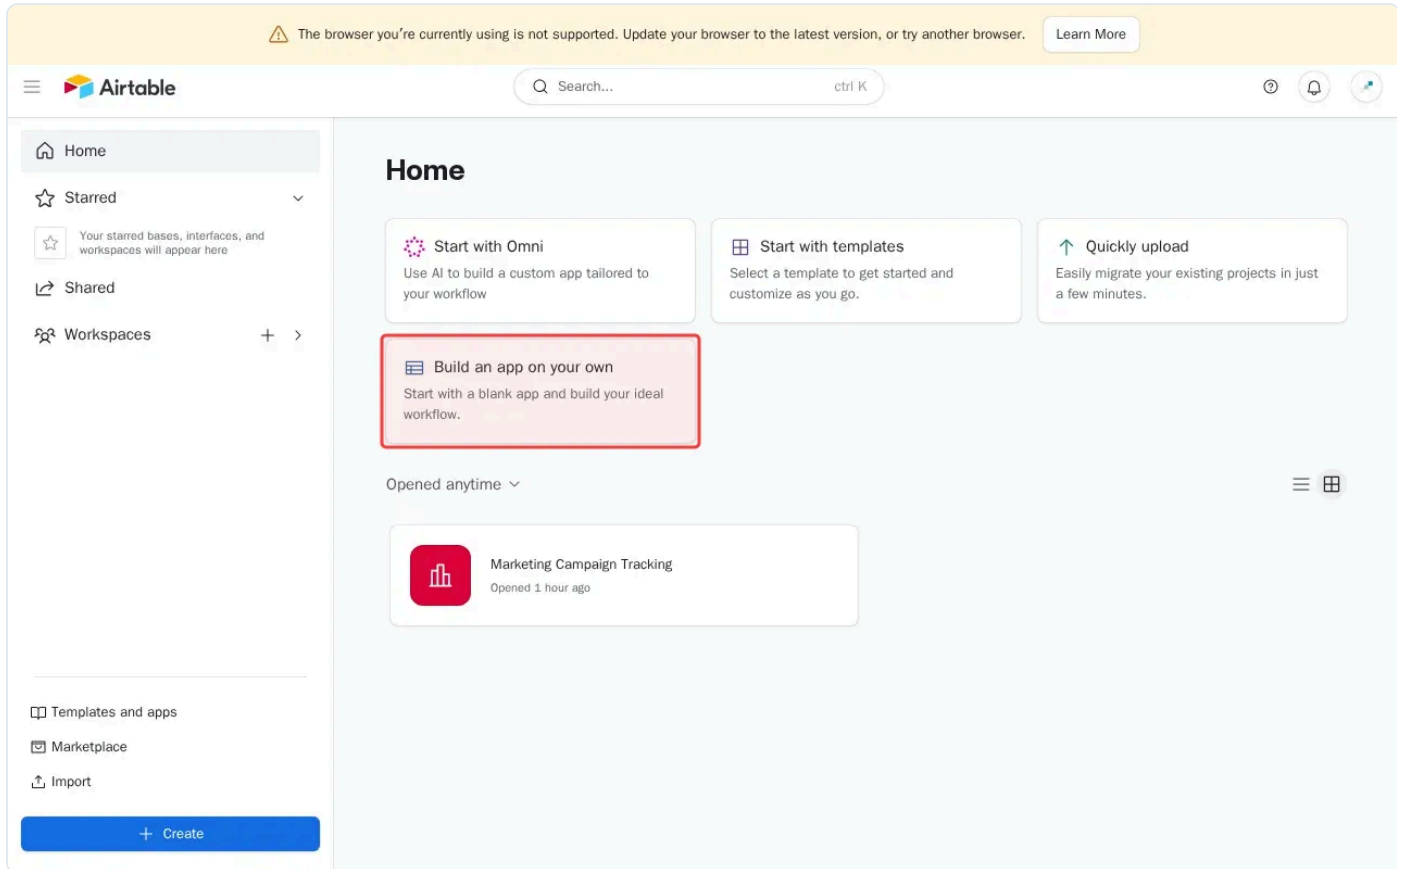 The browser you're currently using is not supported. Update your browser to the latest version, or try another browser.
Learn More
Airtable
Search...
ctrl K
Home
Starred
Your starred bases, interfaces, and
workspaces will appear here
Shared
Workspaces
Templates and apps
Marketplace
Import
Create
Home
Start with Omni
Use AI to build a custom app tailored to
your workflow
Start with templates
Select a template to get started and
customize as you go.
Quickly upload
Easily migrate your existing projects in just
a few minutes.
Build an app on your own
Start with a blank app and build your ideal
workflow.
Opened anytime
Marketing Campaign Tracking
Opened 1 hour ago